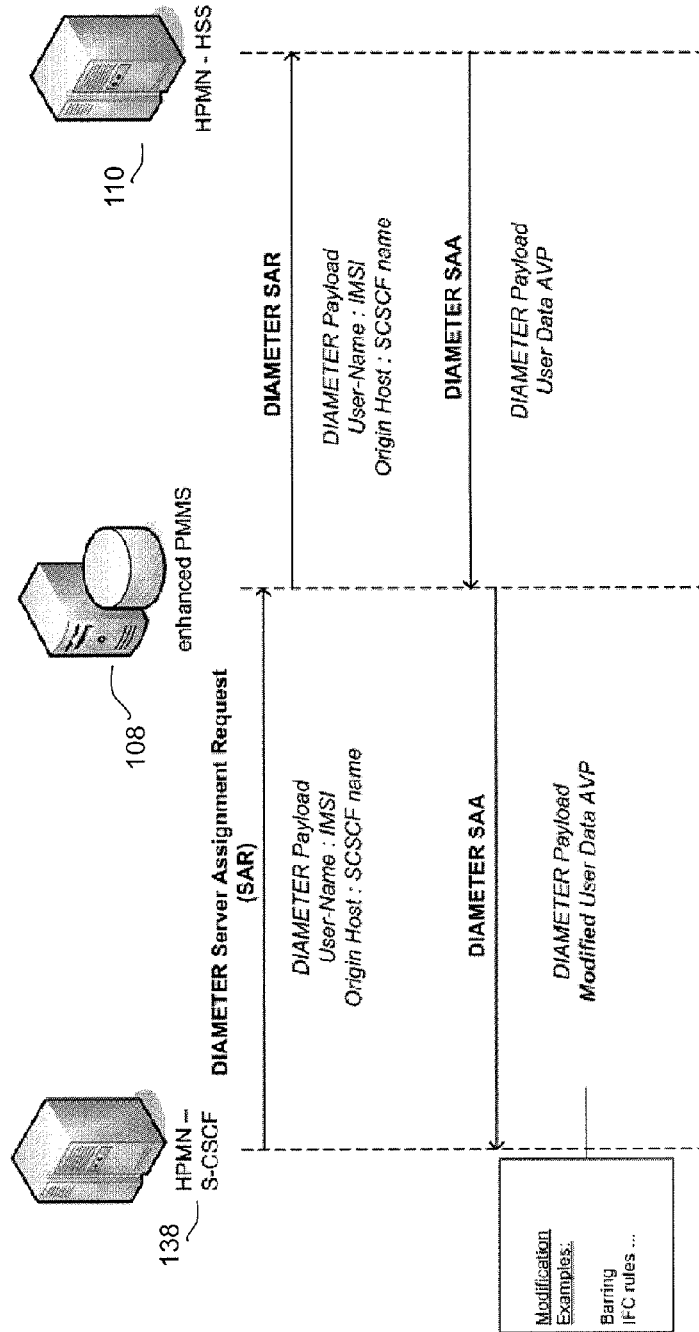 HPMN –
S-CSCF
138
enhanced PMMS
108
HPMN - HSS
110
DIAMETER Server Assignment Request
(SAR)
DIAMETER Payload
User-Name : IMSI
Origin Host : SCSCF name
DIAMETER SAR
DIAMETER Payload
User-Name : IMSI
Origin Host : SCSCF name
DIAMETER SAA
DIAMETER Payload
User Data AVP
DIAMETER SAA
DIAMETER Payload
Modified User Data AVP
Modification
Examples:
Barring
IFC rules ...